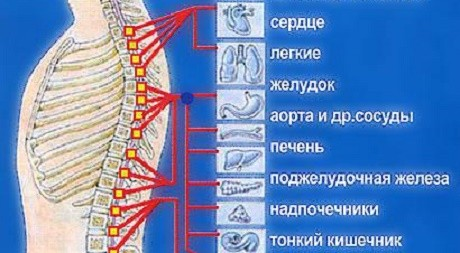 сердце
легкие
желудок
аорта и др.сосуды
печень
поджелудочная железа
надпочечники
тонкий кишечник